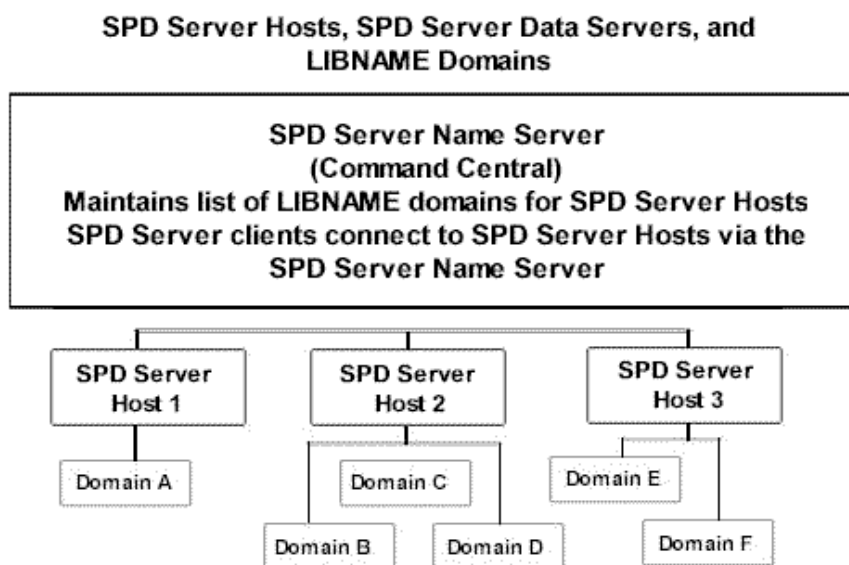 SPD Server Hosts, SPD Server Data Servers, and
LIBNAME Domains
SPD Server Name Server
(Command Central)
Maintains list of LIBNAME domains for SPD Server Hosts
SPD Server clients connect to SPD Server Hosts via the
SPD Server Name Server
SPD Server
Host 1
SPD Server
Host 2
SPD Server
Host 3
Domain A
Domain C
Domain E
Domain B
Domain D
Domain F